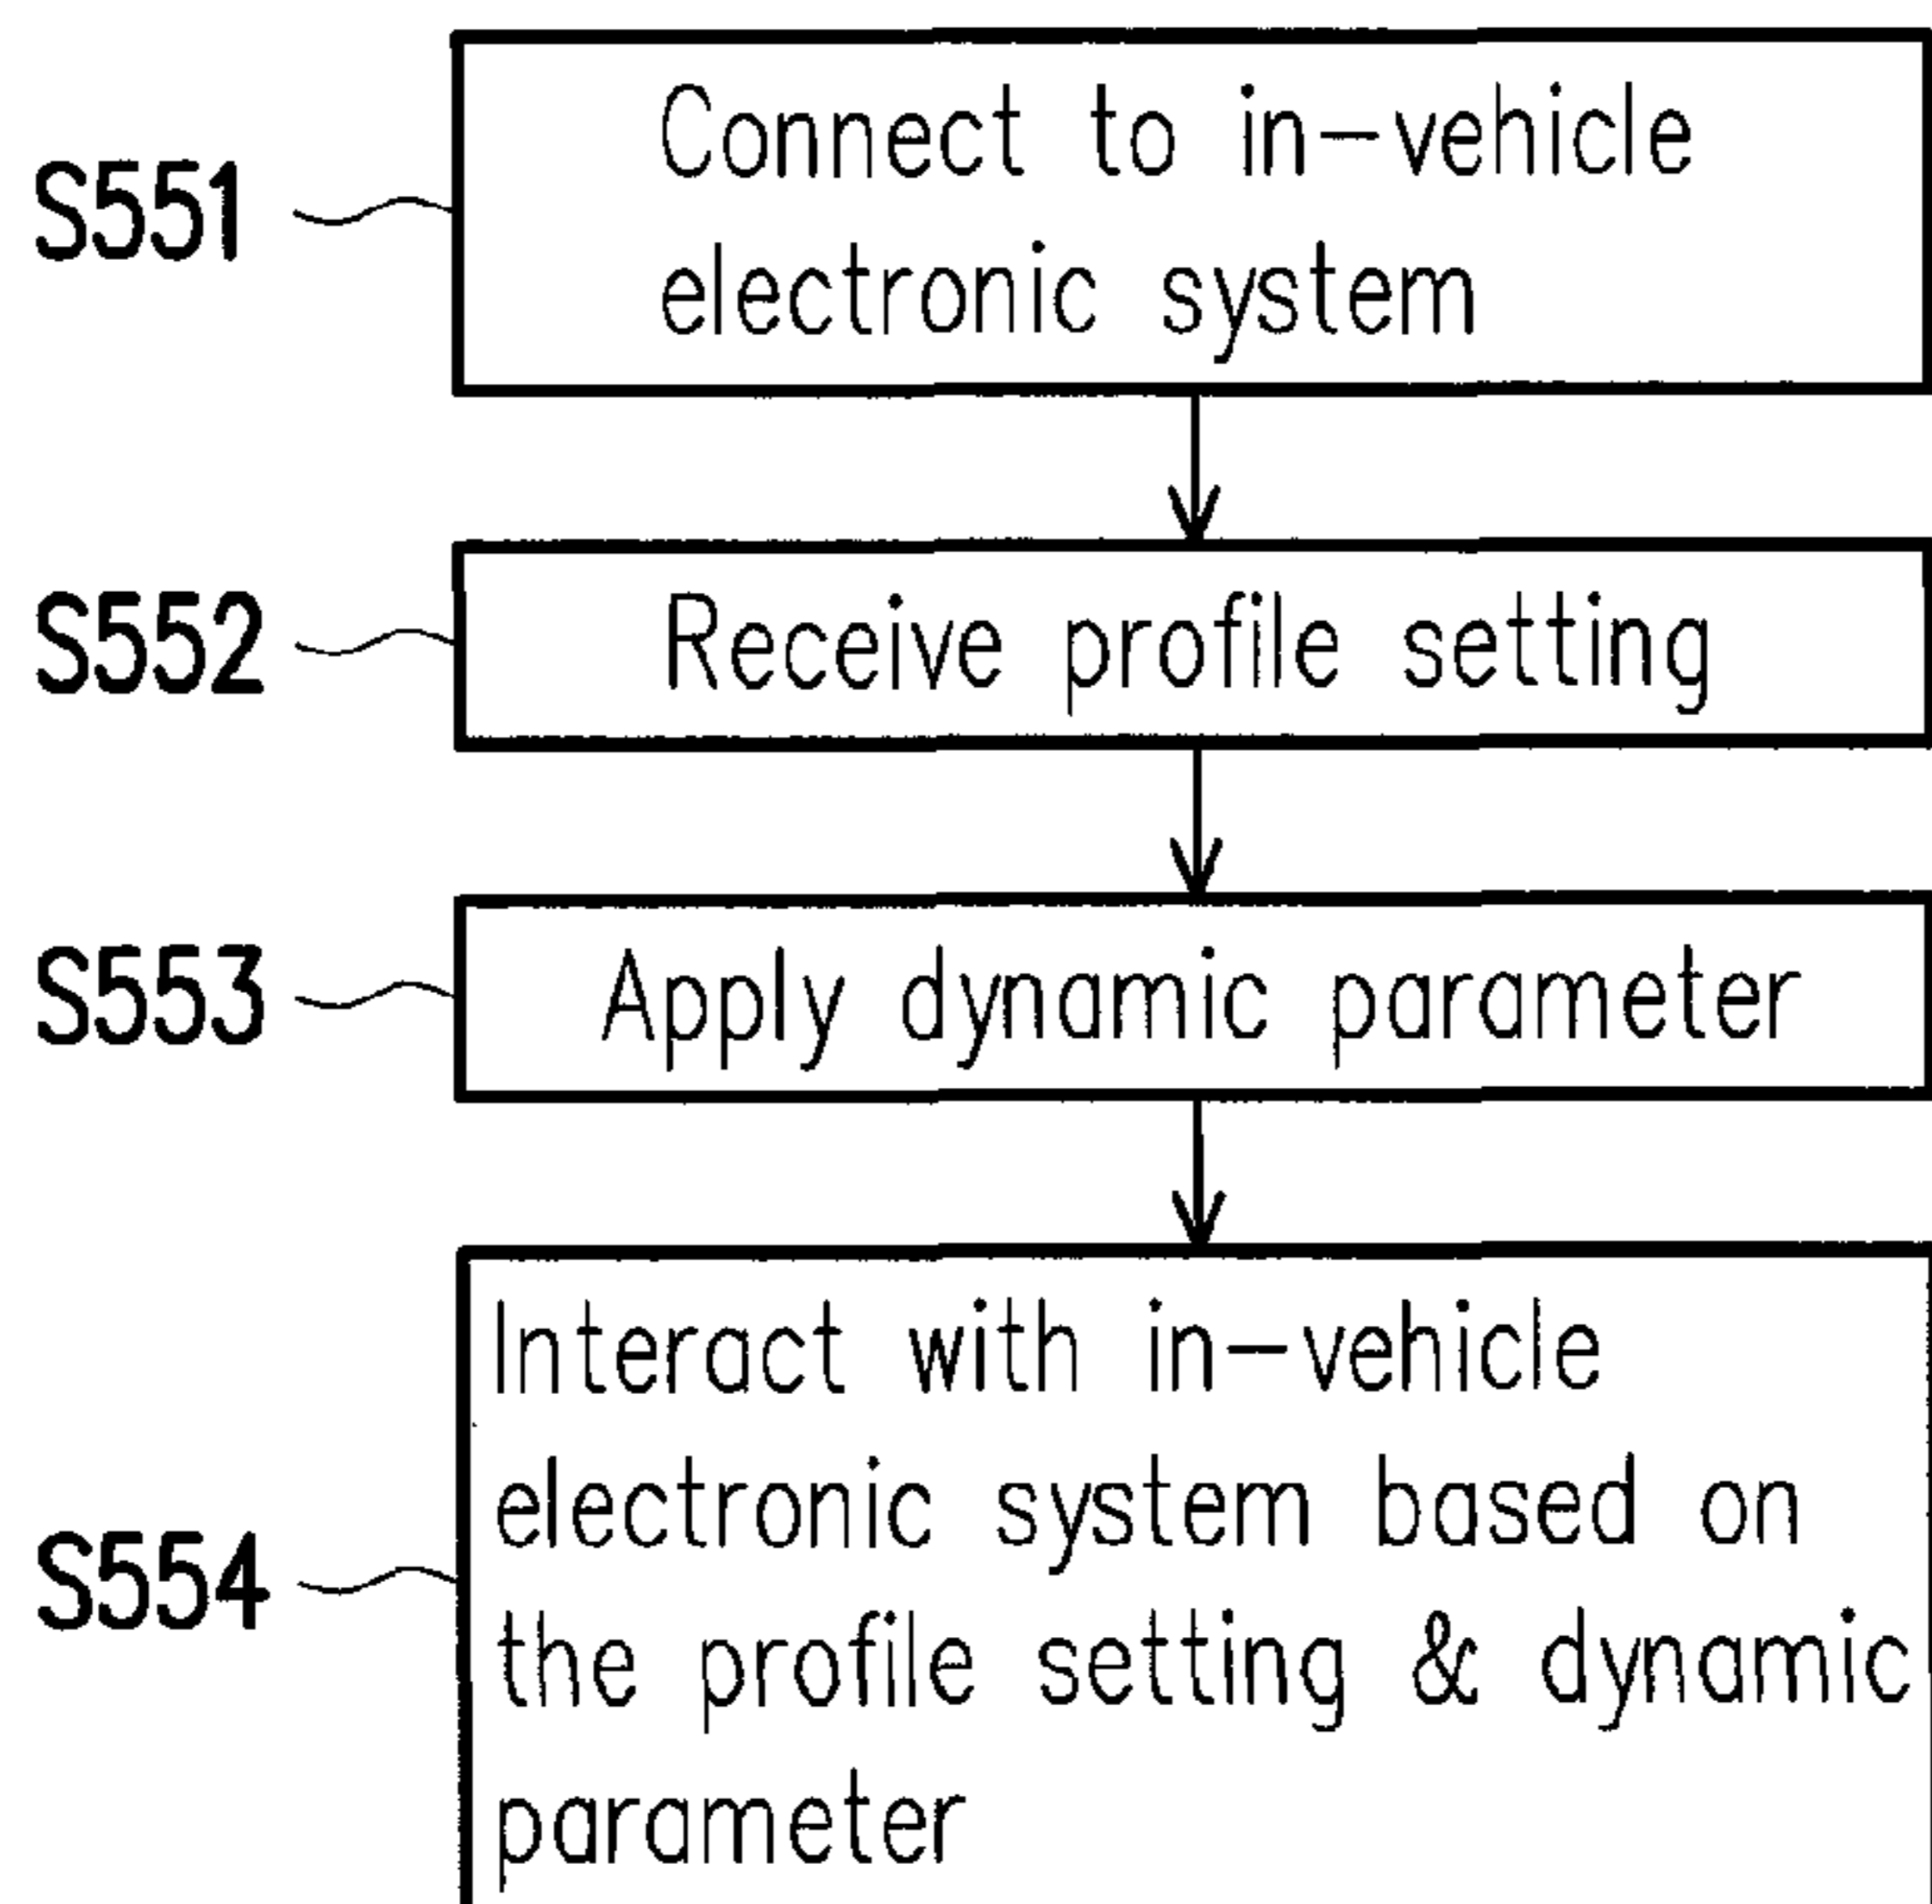 S551
Connect to in-vehicle
electronic system
S552
Receive profile setting
S553
Apply dynamic parameter
S554
Interact with in-vehicle
electronic system based on
the profile setting & dynamic
parameter